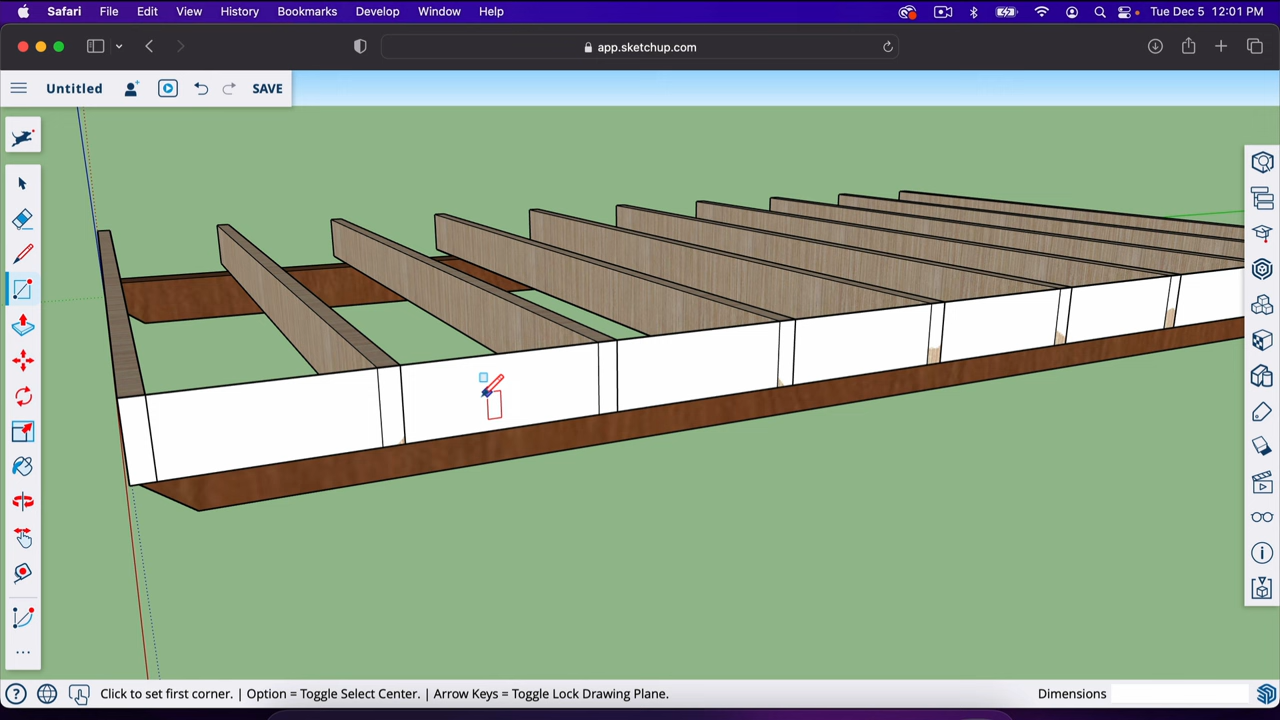 Safari File Edit View History Bookmarks Develop Window Help Tue Dec 5 12:01 PM
app.sketchup.com
Untitled SAVE
Click to set first corner. | Option = Toggle Select Center. | Arrow Keys = Toggle Lock Drawing Plane. Dimensions